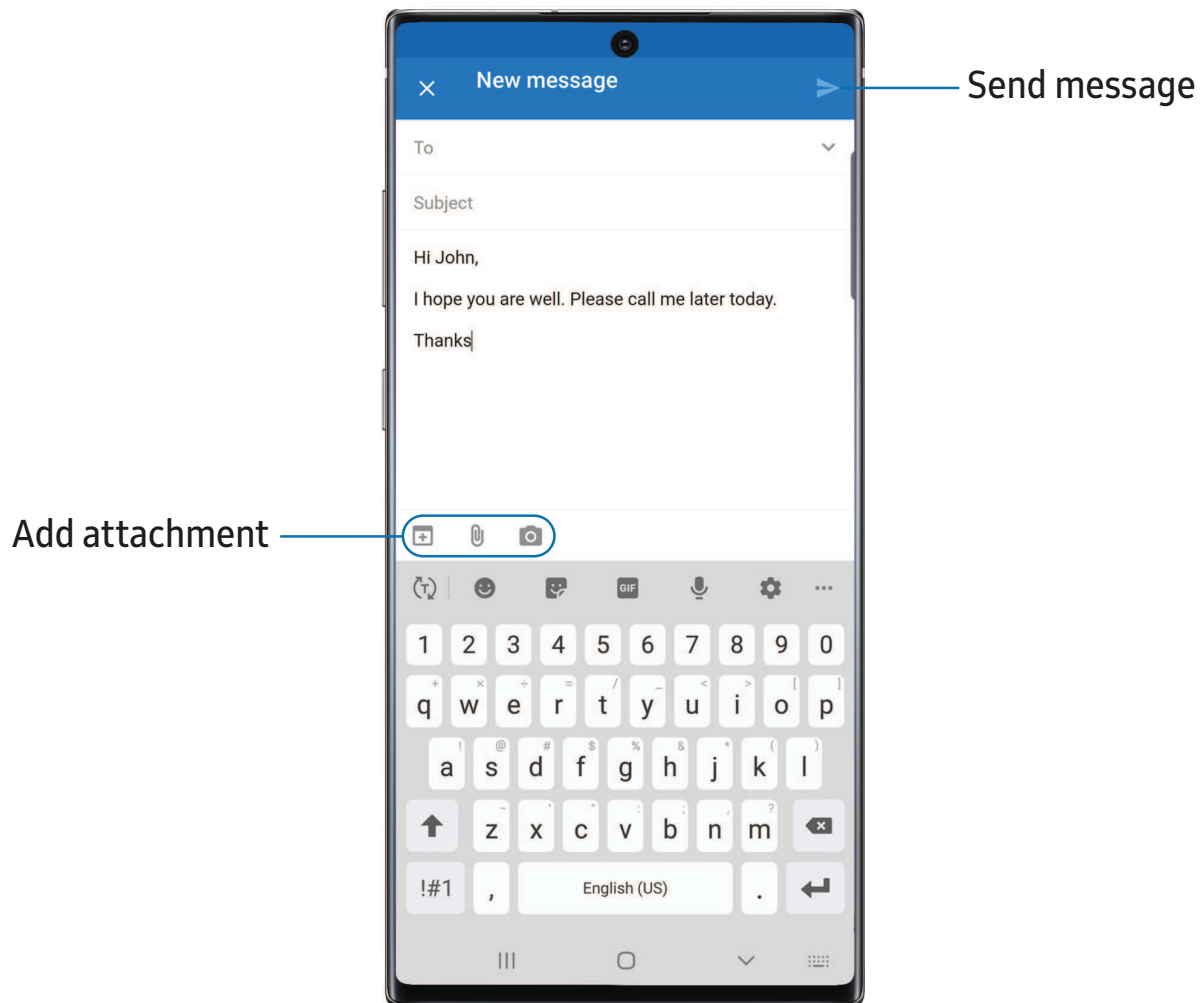 New message
Send message
To
Subject
Hi John,
I hope you are well. Please call me later today.
Thanks
Add attachment
T GIF
1 2 3 4 5 6 7 8 9 0
+ × ÷ = / _ < > [ ]
q w e r t y u i o p
! @ # $ % & * ( )
a s d f g h j k l
- ' " : ; , ?
z x c v b n m
!#1 , English (US) .